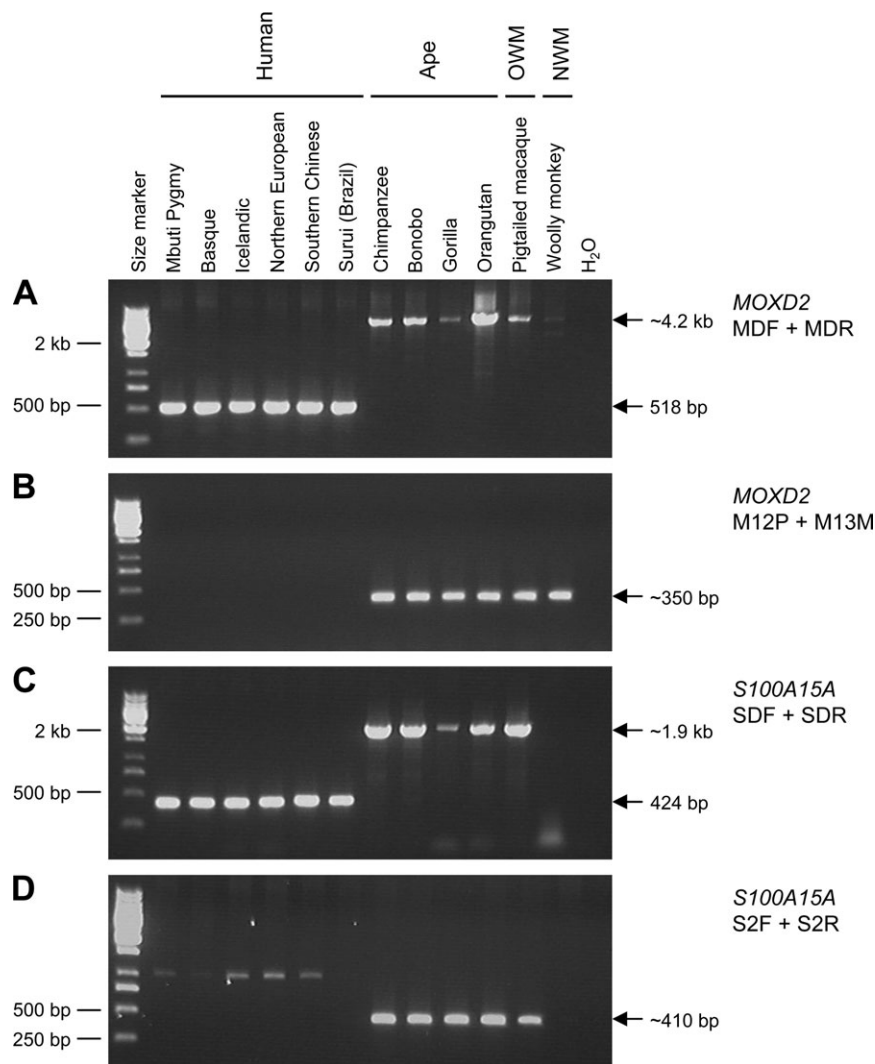 Human
Ape
OWM
NWM
Size marker
Mbuti Pygmy
Basque
Icelandic
Northern European
Southern Chinese
Surui (Brazil)
Chimpanzee
Bonobo
Gorilla
Orangutan
Pigtailed macaque
Woolly monkey
H₂O
A
2 kb
500 bp
~4.2 kb
518 bp
MOXD2
MDF + MDR
B
500 bp
250 bp
~350 bp
MOXD2
M12P + M13M
C
2 kb
500 bp
~1.9 kb
424 bp
S100A15A
SDF + SDR
D
500 bp
250 bp
~410 bp
S100A15A
S2F + S2R